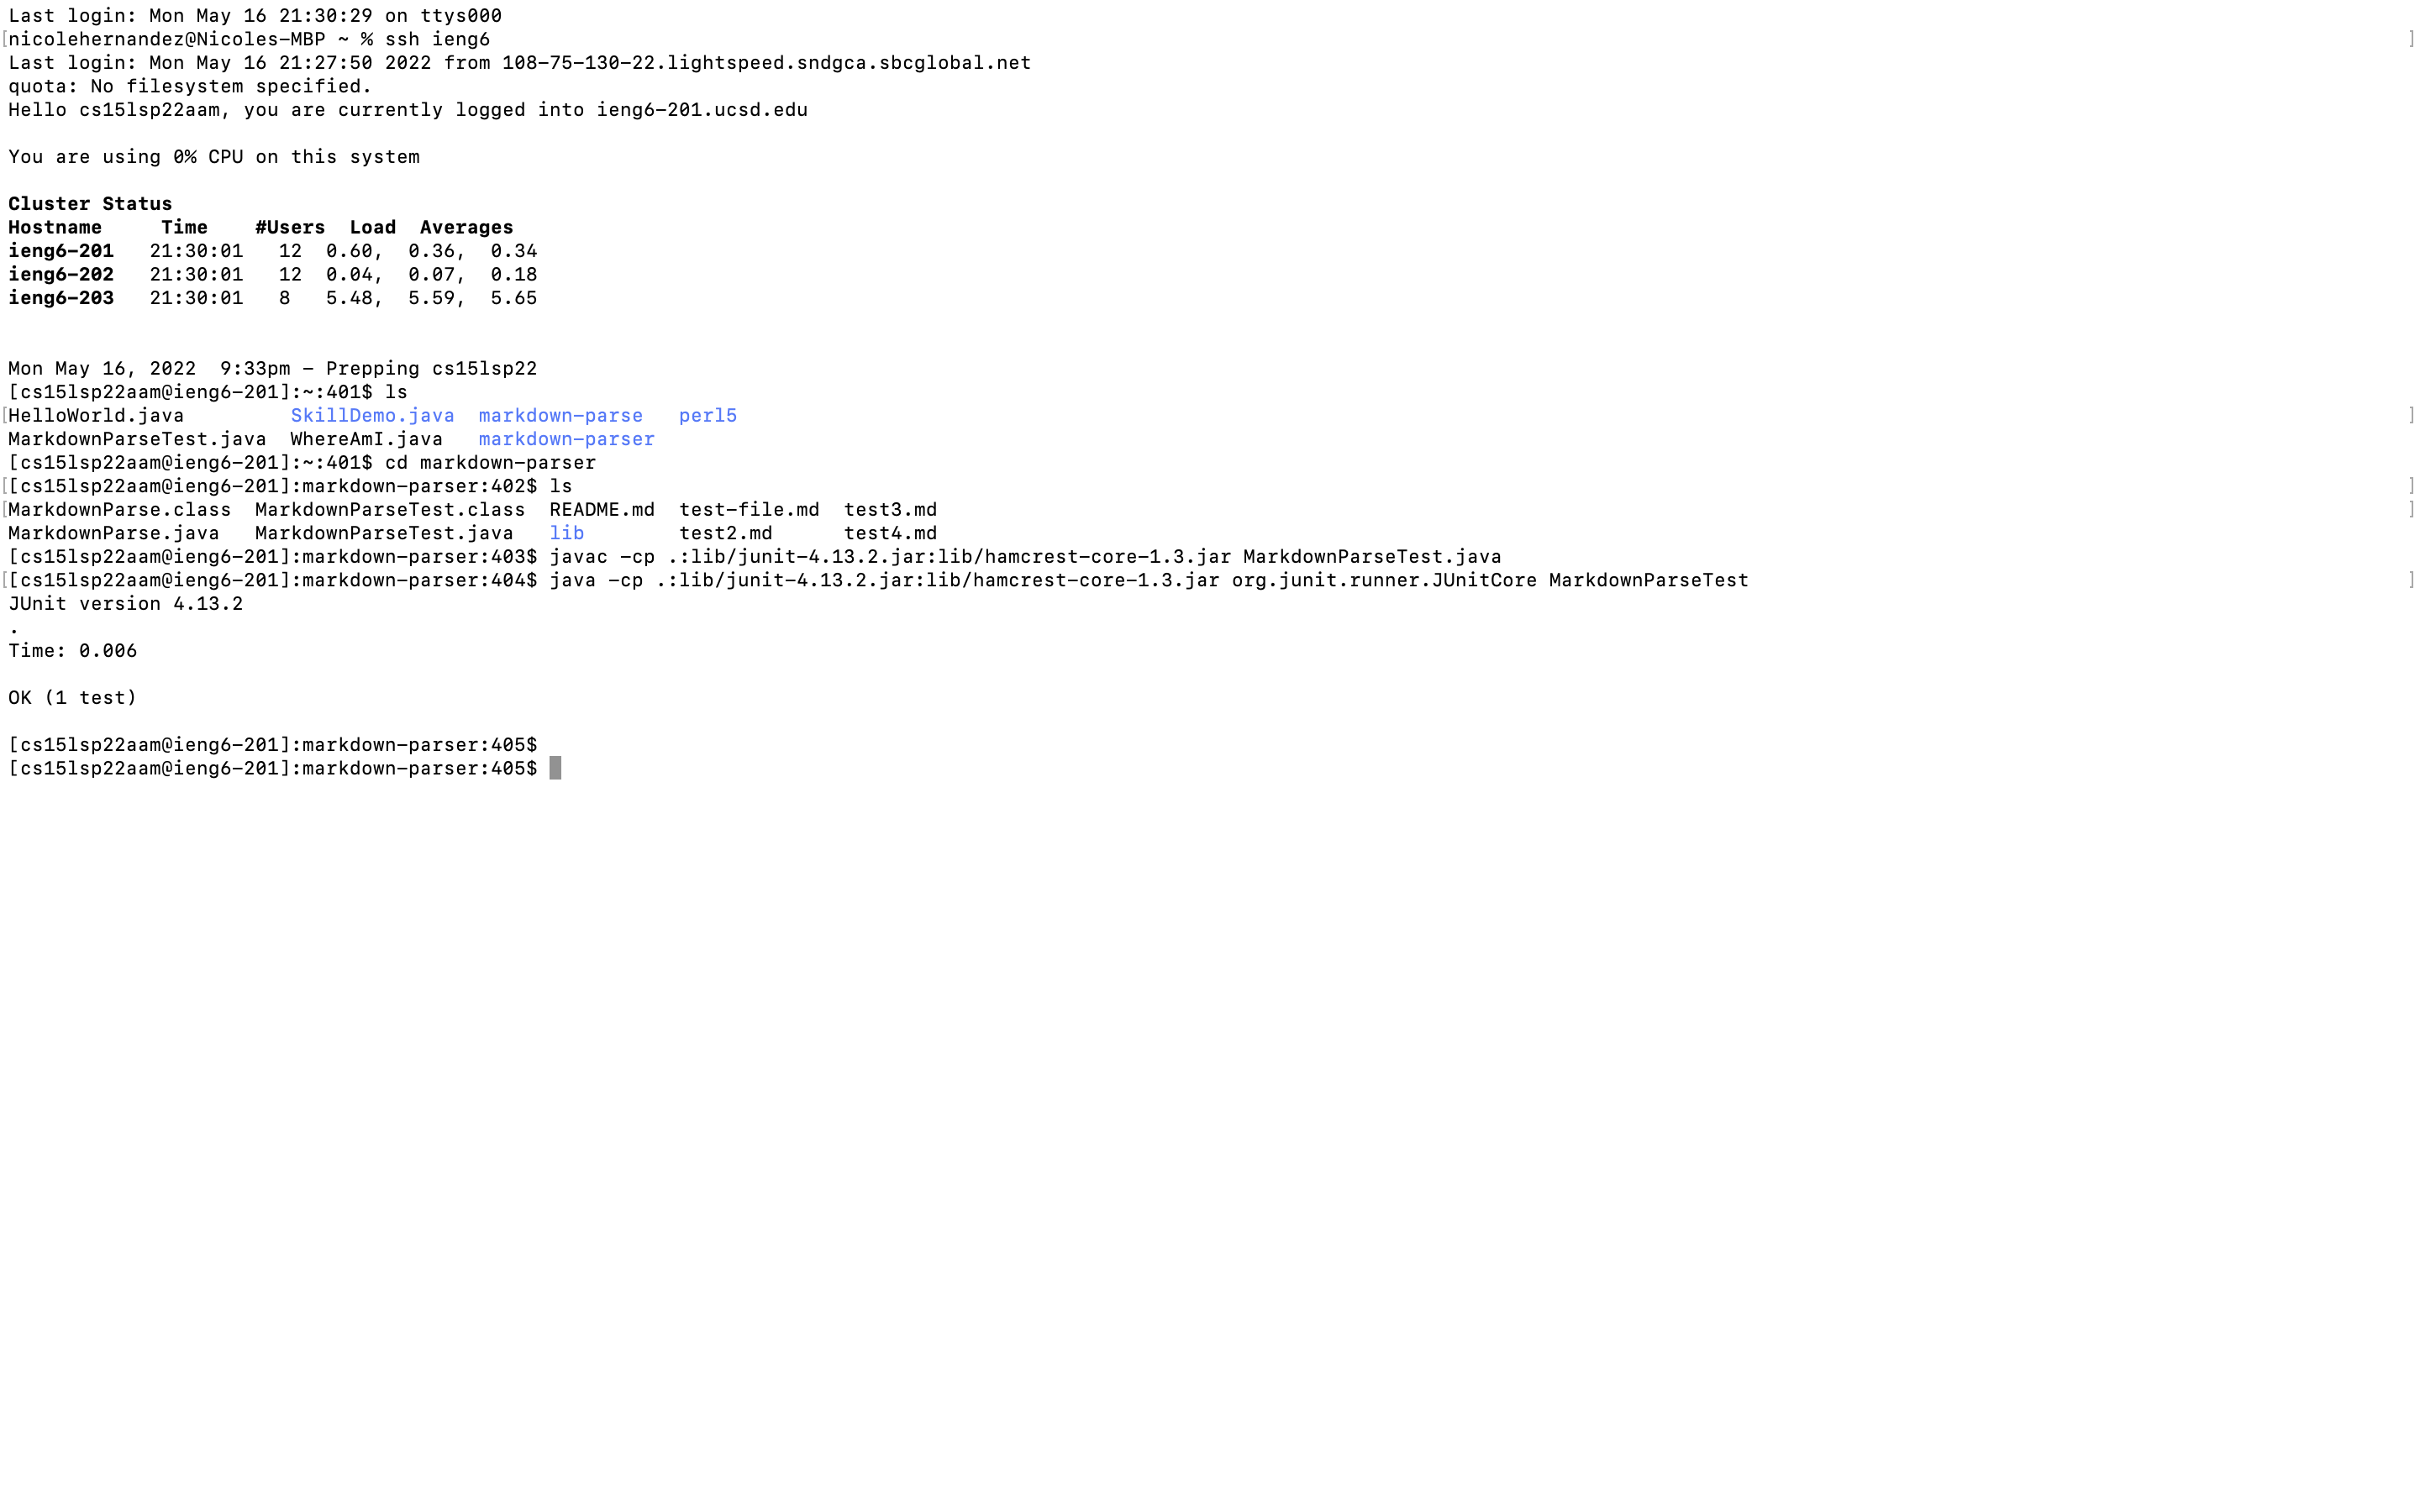 Last login: Mon May 16 21:30:29 on ttys000
[nicolehernandez@Nicoles-MBP ~ % ssh ieng6 ]
Last login: Mon May 16 21:27:50 2022 from 108-75-130-22.lightspeed.sndgca.sbcglobal.net
quota: No filesystem specified.
Hello cs15lsp22aam, you are currently logged into ieng6-201.ucsd.edu
You are using 0% CPU on this system
Cluster Status
Hostname     Time    #Users  Load  Averages
ieng6-201   21:30:01   12  0.60,  0.36,  0.34
ieng6-202   21:30:01   12  0.04,  0.07,  0.18
ieng6-203   21:30:01   8   5.48,  5.59,  5.65
Mon May 16, 2022  9:33pm - Prepping cs15lsp22
[cs15lsp22aam@ieng6-201]:~:401$ ls
[HelloWorld.java         SkillDemo.java  markdown-parse   perl5 ]
MarkdownParseTest.java  WhereAmI.java   markdown-parser
[cs15lsp22aam@ieng6-201]:~:401$ cd markdown-parser
[[cs15lsp22aam@ieng6-201]:markdown-parser:402$ ls ]
[MarkdownParse.class  MarkdownParseTest.class  README.md  test-file.md  test3.md ]
MarkdownParse.java   MarkdownParseTest.java   lib        test2.md      test4.md
[cs15lsp22aam@ieng6-201]:markdown-parser:403$ javac -cp .:lib/junit-4.13.2.jar:lib/hamcrest-core-1.3.jar MarkdownParseTest.java
[[cs15lsp22aam@ieng6-201]:markdown-parser:404$ java -cp .:lib/junit-4.13.2.jar:lib/hamcrest-core-1.3.jar org.junit.runner.JUnitCore MarkdownParseTest ]
JUnit version 4.13.2
.
Time: 0.006
OK (1 test)
[cs15lsp22aam@ieng6-201]:markdown-parser:405$
[cs15lsp22aam@ieng6-201]:markdown-parser:405$